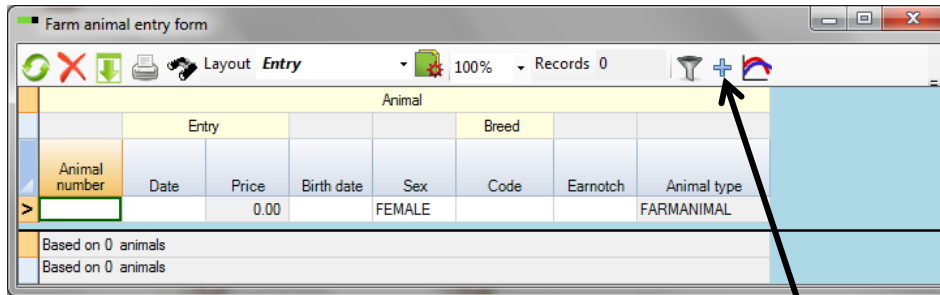 Farm animal entry form
Layout Entry 100% Records 0
Animal
Entry Breed
Animal number Date Price Birth date Sex Code Earnotch Animal type
> 0.00 FEMALE FARMANIMAL
Based on 0 animals
Based on 0 animals